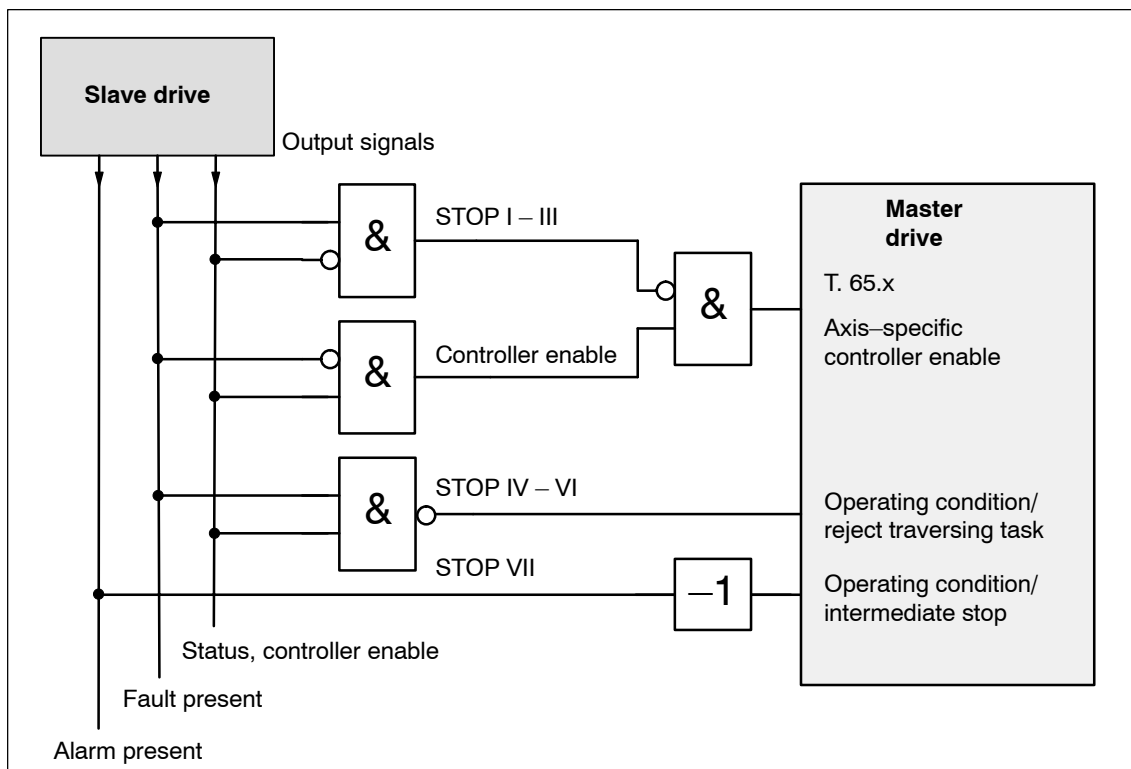 Slave drive
Output signals
&
STOP I – III
&
Controller enable
&
Master
drive
T. 65.x
Axis–specific
controller enable
&
STOP IV – VI
Operating condition/
reject traversing task
STOP VII
–1
Operating condition/
intermediate stop
Status, controller enable
Fault present
Alarm present